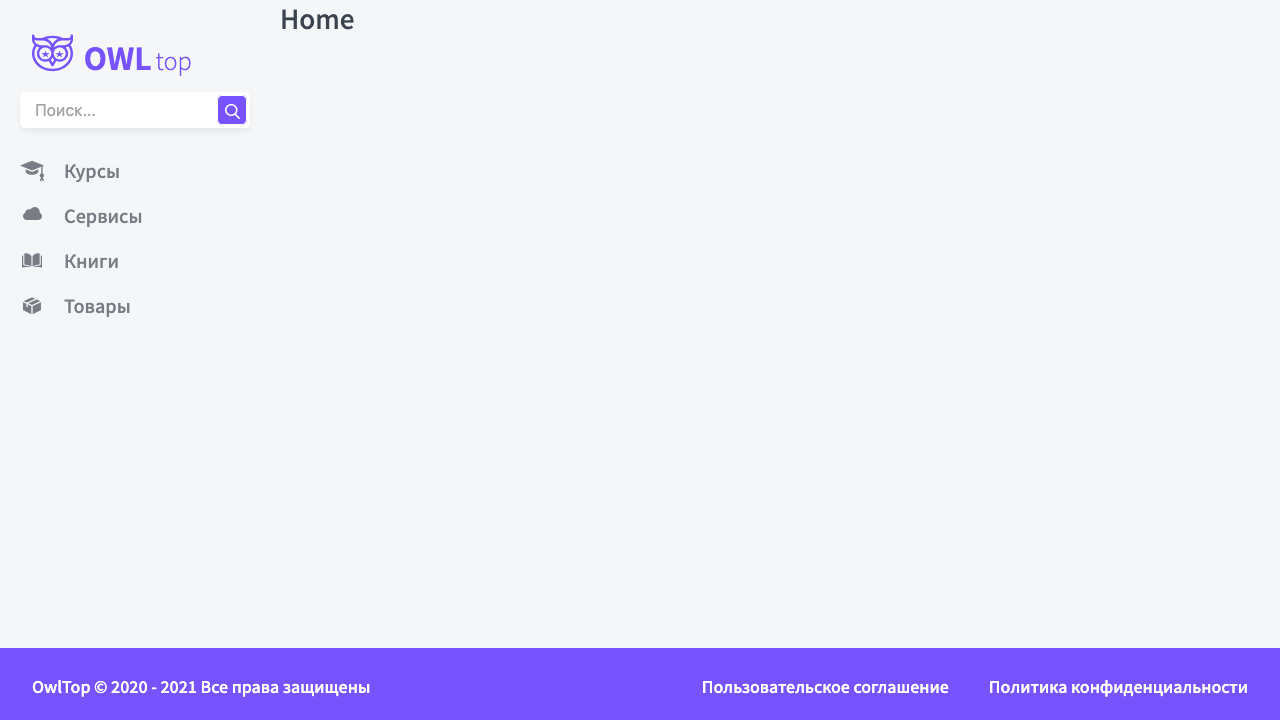 Home
OWL top
Поиск...
Курсы
Сервисы
Книги
Товары
OwlTop © 2020 - 2021 Все права защищены
Пользовательское соглашение
Политика конфиденциальности